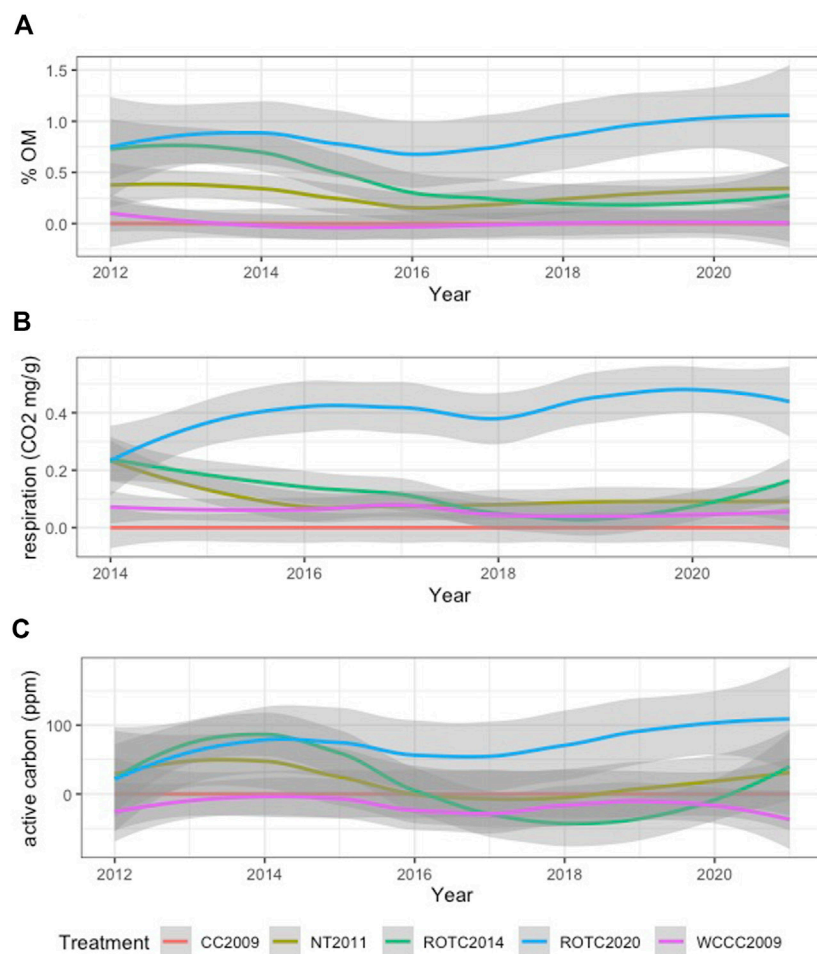 A
% OM
1.5
1.0
0.5
0.0
2012 2014 2016 2018 2020
Year
B
respiration (CO2 mg/g)
0.4
0.2
0.0
2014 2016 2018 2020
Year
C
active carbon (ppm)
100
0
2012 2014 2016 2018 2020
Year
Treatment CC2009 NT2011 ROTC2014 ROTC2020 WCCC2009